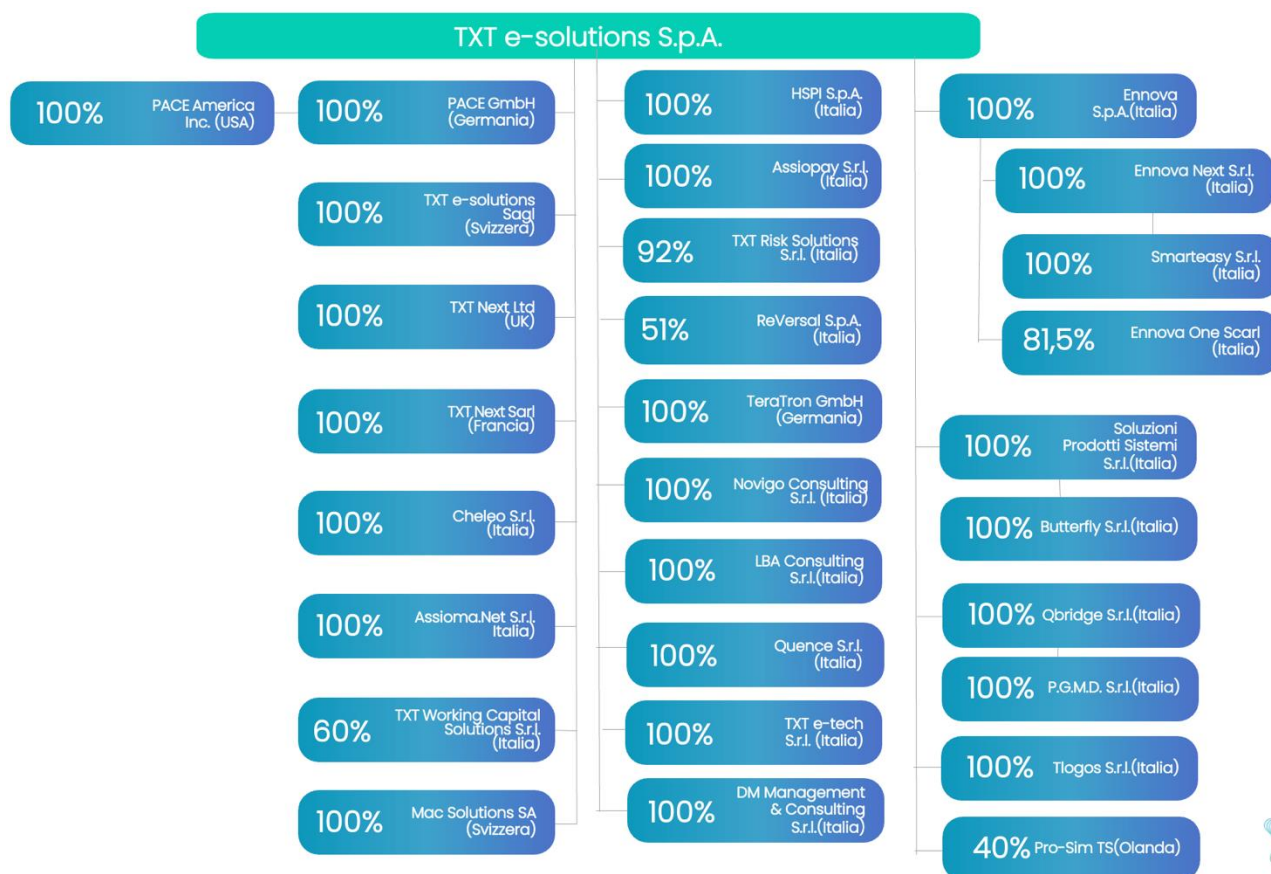 TXT e-solutions S.p.A.
100%
PACE America
Inc. (USA)
100%
PACE GmbH
(Germania)
100%
TXT e-solutions
Sagl
(Svizzera)
100%
TXT Next Ltd
(UK)
100%
TXT Next Sarl
(Francia)
100%
Cheleo S.r.l.
(Italia)
100%
Assioma.Net S.r.l.
Italia)
60%
TXT Working Capital
Solutions S.r.l.
(Italia)
100%
Mac Solutions SA
(Svizzera)
100%
HSPI S.p.A.
(Italia)
100%
Assiopay S.r.l.
(Italia)
92%
TXT Risk Solutions
S.r.l. (Italia)
51%
ReVersal S.p.A.
(Italia)
100%
TeraTron GmbH
(Germania)
100%
Novigo Consulting
S.r.l. (Italia)
100%
LBA Consulting
S.r.l.(Italia)
100%
Quence S.r.l.
(Italia)
100%
TXT e-tech
S.r.l. (Italia)
100%
DM Management
& Consulting
S.r.l.(Italia)
100%
Ennova
S.p.A.(Italia)
100%
Ennova Next S.r.l.
(Italia)
100%
Smarteasy S.r.l.
(Italia)
81,5%
Ennova One Scarl
(Italia)
100%
Soluzioni
Prodotti Sistemi
S.r.l.(Italia)
100% Butterfly S.r.l.(Italia)
100% Qbridge S.r.l.(Italia)
100% P.G.M.D. S.r.l.(Italia)
100% Tlogos S.r.l.(Italia)
40% Pro-Sim TS(Olanda)